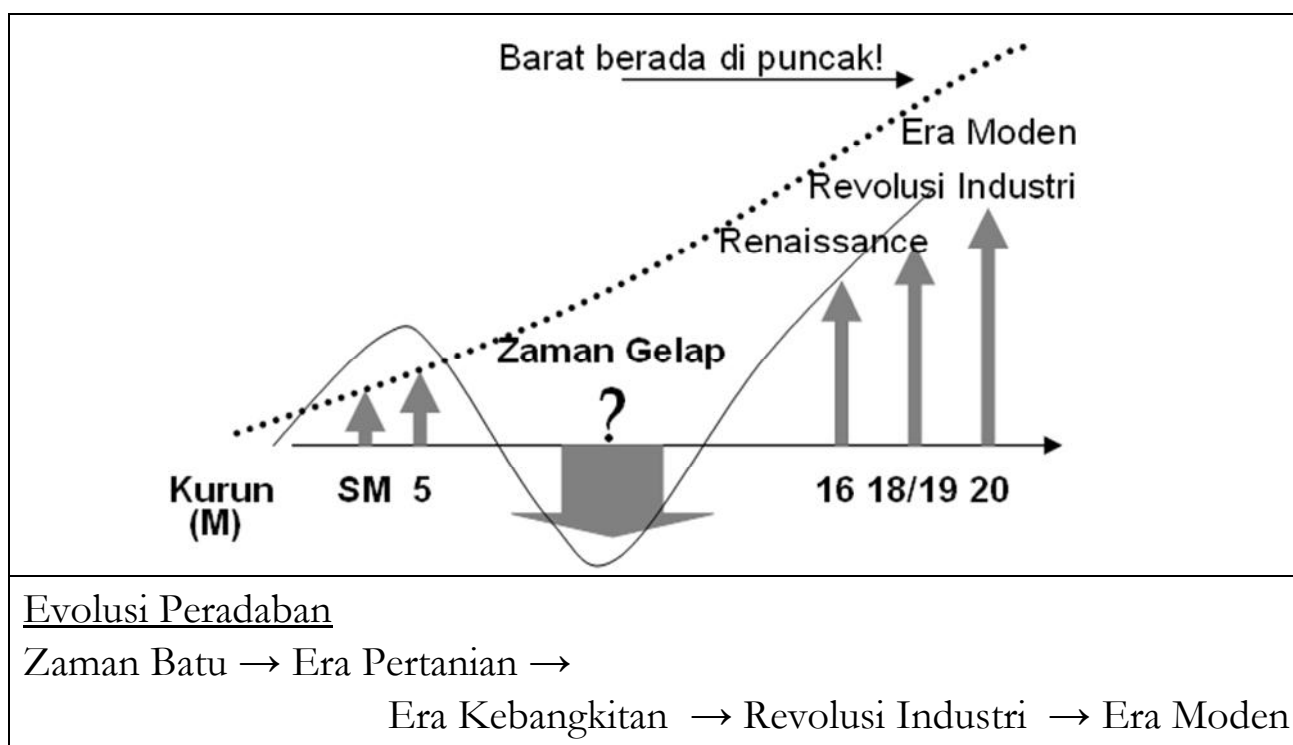 Barat berada di puncak!
Era Moden
Revolusi Industri
Renaissance
Zaman Gelap
?
Kurun SM 5 16 18/19 20
(M)
Evolusi Peradaban
Zaman Batu → Era Pertanian →
Era Kebangkitan → Revolusi Industri → Era Moden